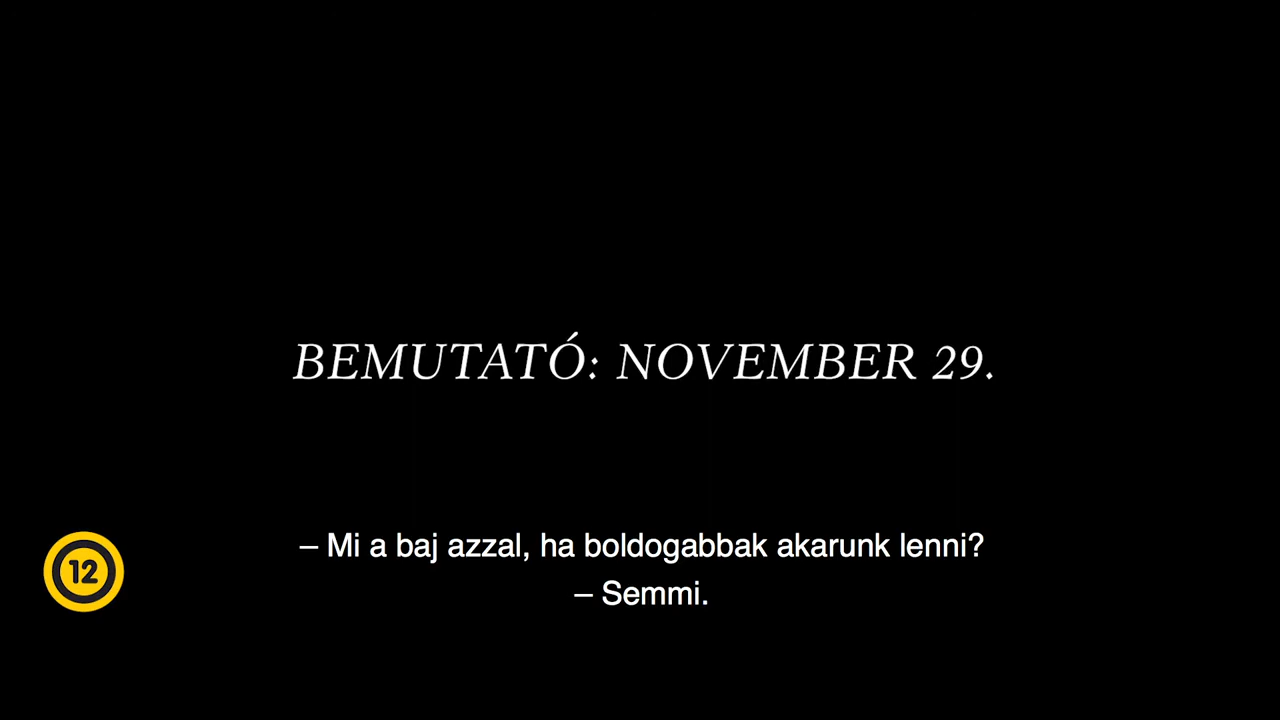 BEMUTATÓ: NOVEMBER 29.
– Mi a baj azzal, ha boldogabbak akarunk lenni?
– Semmi.
12